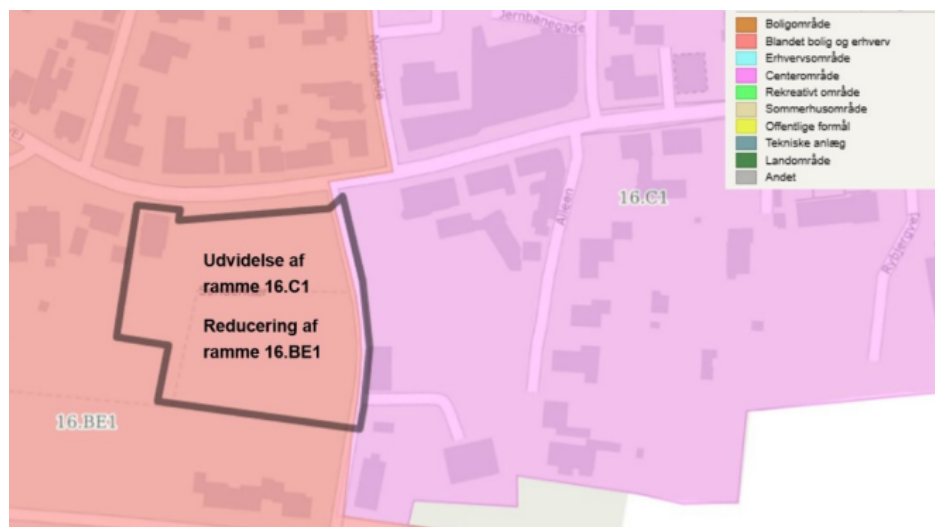 Jernbanegade
Nørregade
Boligområde
Blandet bolig og erhverv
Erhvervsområde
Centerområde
Rekreativt område
Sommerhusområde
Offentlige formål
Tekniske anlæg
Landområde
Andet
16.C1
Alleen
Rybjergvej
Udvidelse af
ramme 16.C1
Reducering af
ramme 16.BE1
16.BE1